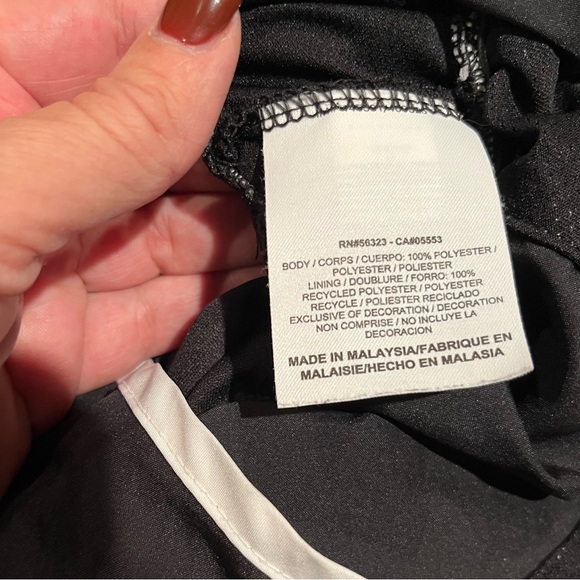 RN#56323 - CA#05553
BODY / CORPS / CUERPO: 100% POLYESTER /
POLYESTER / POLIESTER
LINING / DOUBLURE / FORRO: 100%
RECYCLED POLYESTER / POLYESTER
RECYCLE / POLIESTER RECICLADO
EXCLUSIVE OF DECORATION / DECORATION
NON COMPRISE / NO INCLUYE LA
DECORACION
MADE IN MALAYSIA/FABRIQUE EN
MALAISIE/HECHO EN MALASIA